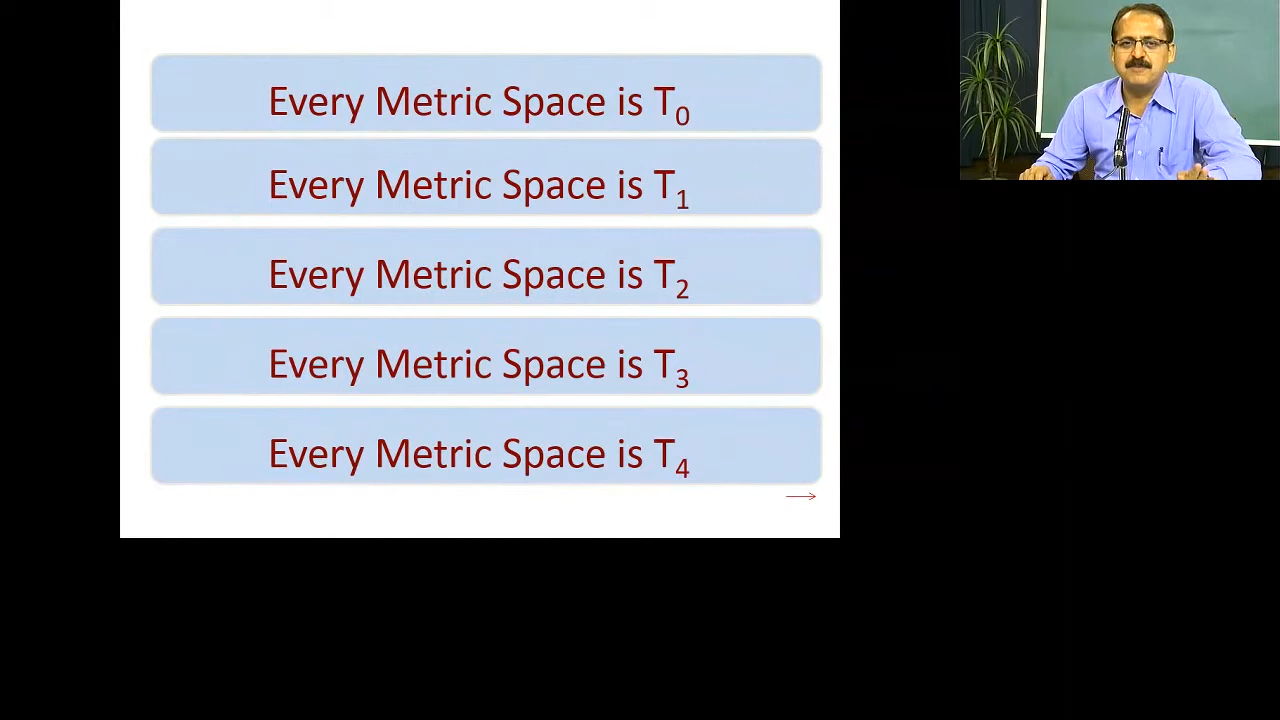 Every Metric Space is T₀
Every Metric Space is T₁
Every Metric Space is T₂
Every Metric Space is T₃
Every Metric Space is T₄